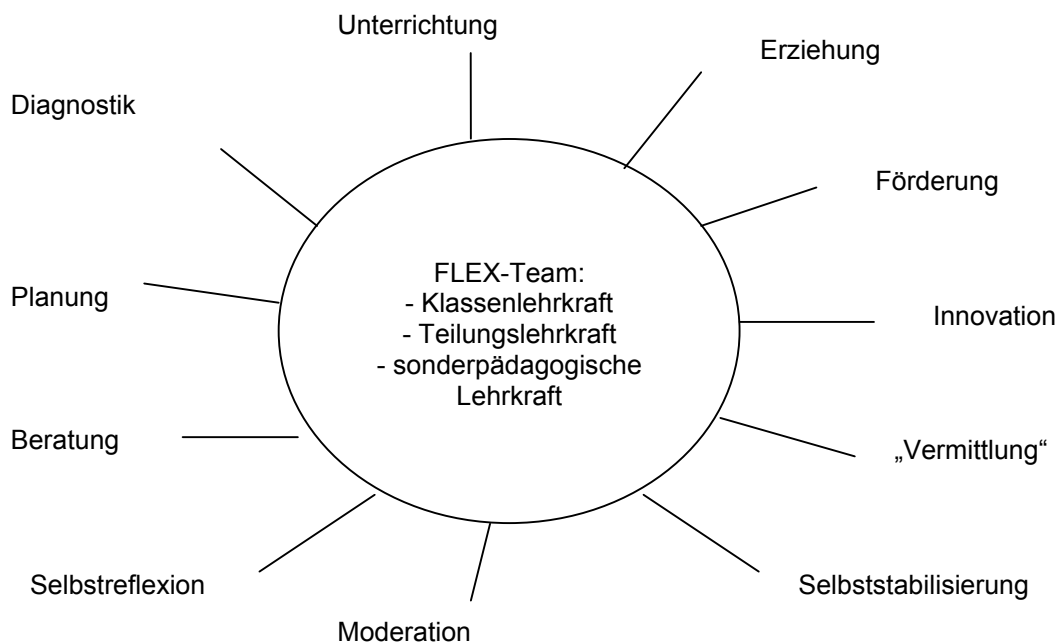 Unterrichtung
Erziehung
Diagnostik
Förderung
FLEX-Team:
- Klassenlehrkraft
- Teilungslehrkraft
- sonderpädagogische
Lehrkraft
Planung
Innovation
Beratung
„Vermittlung“
Selbstreflexion
Selbststabilisierung
Moderation